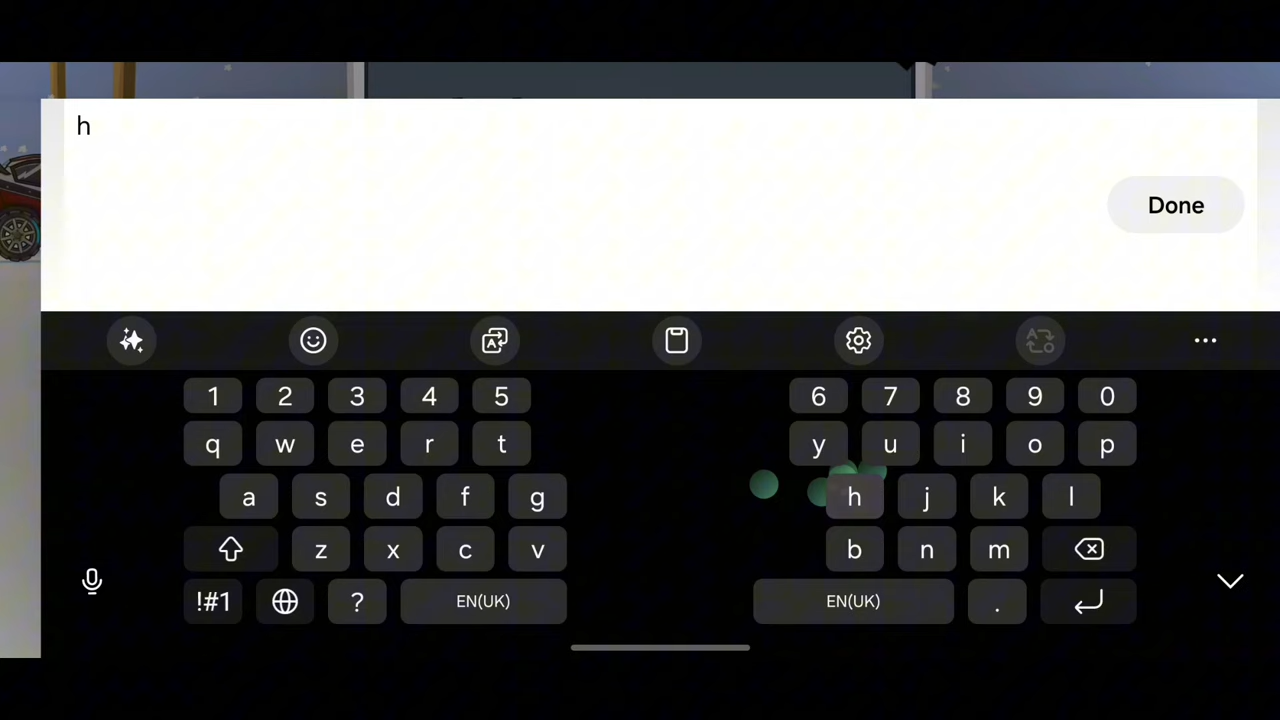 h
Done
1 2 3 4 5 6 7 8 9 0
q w e r t y u i o p
a s d f g h j k l
z x c v b n m
!#1 ? EN(UK) EN(UK) .